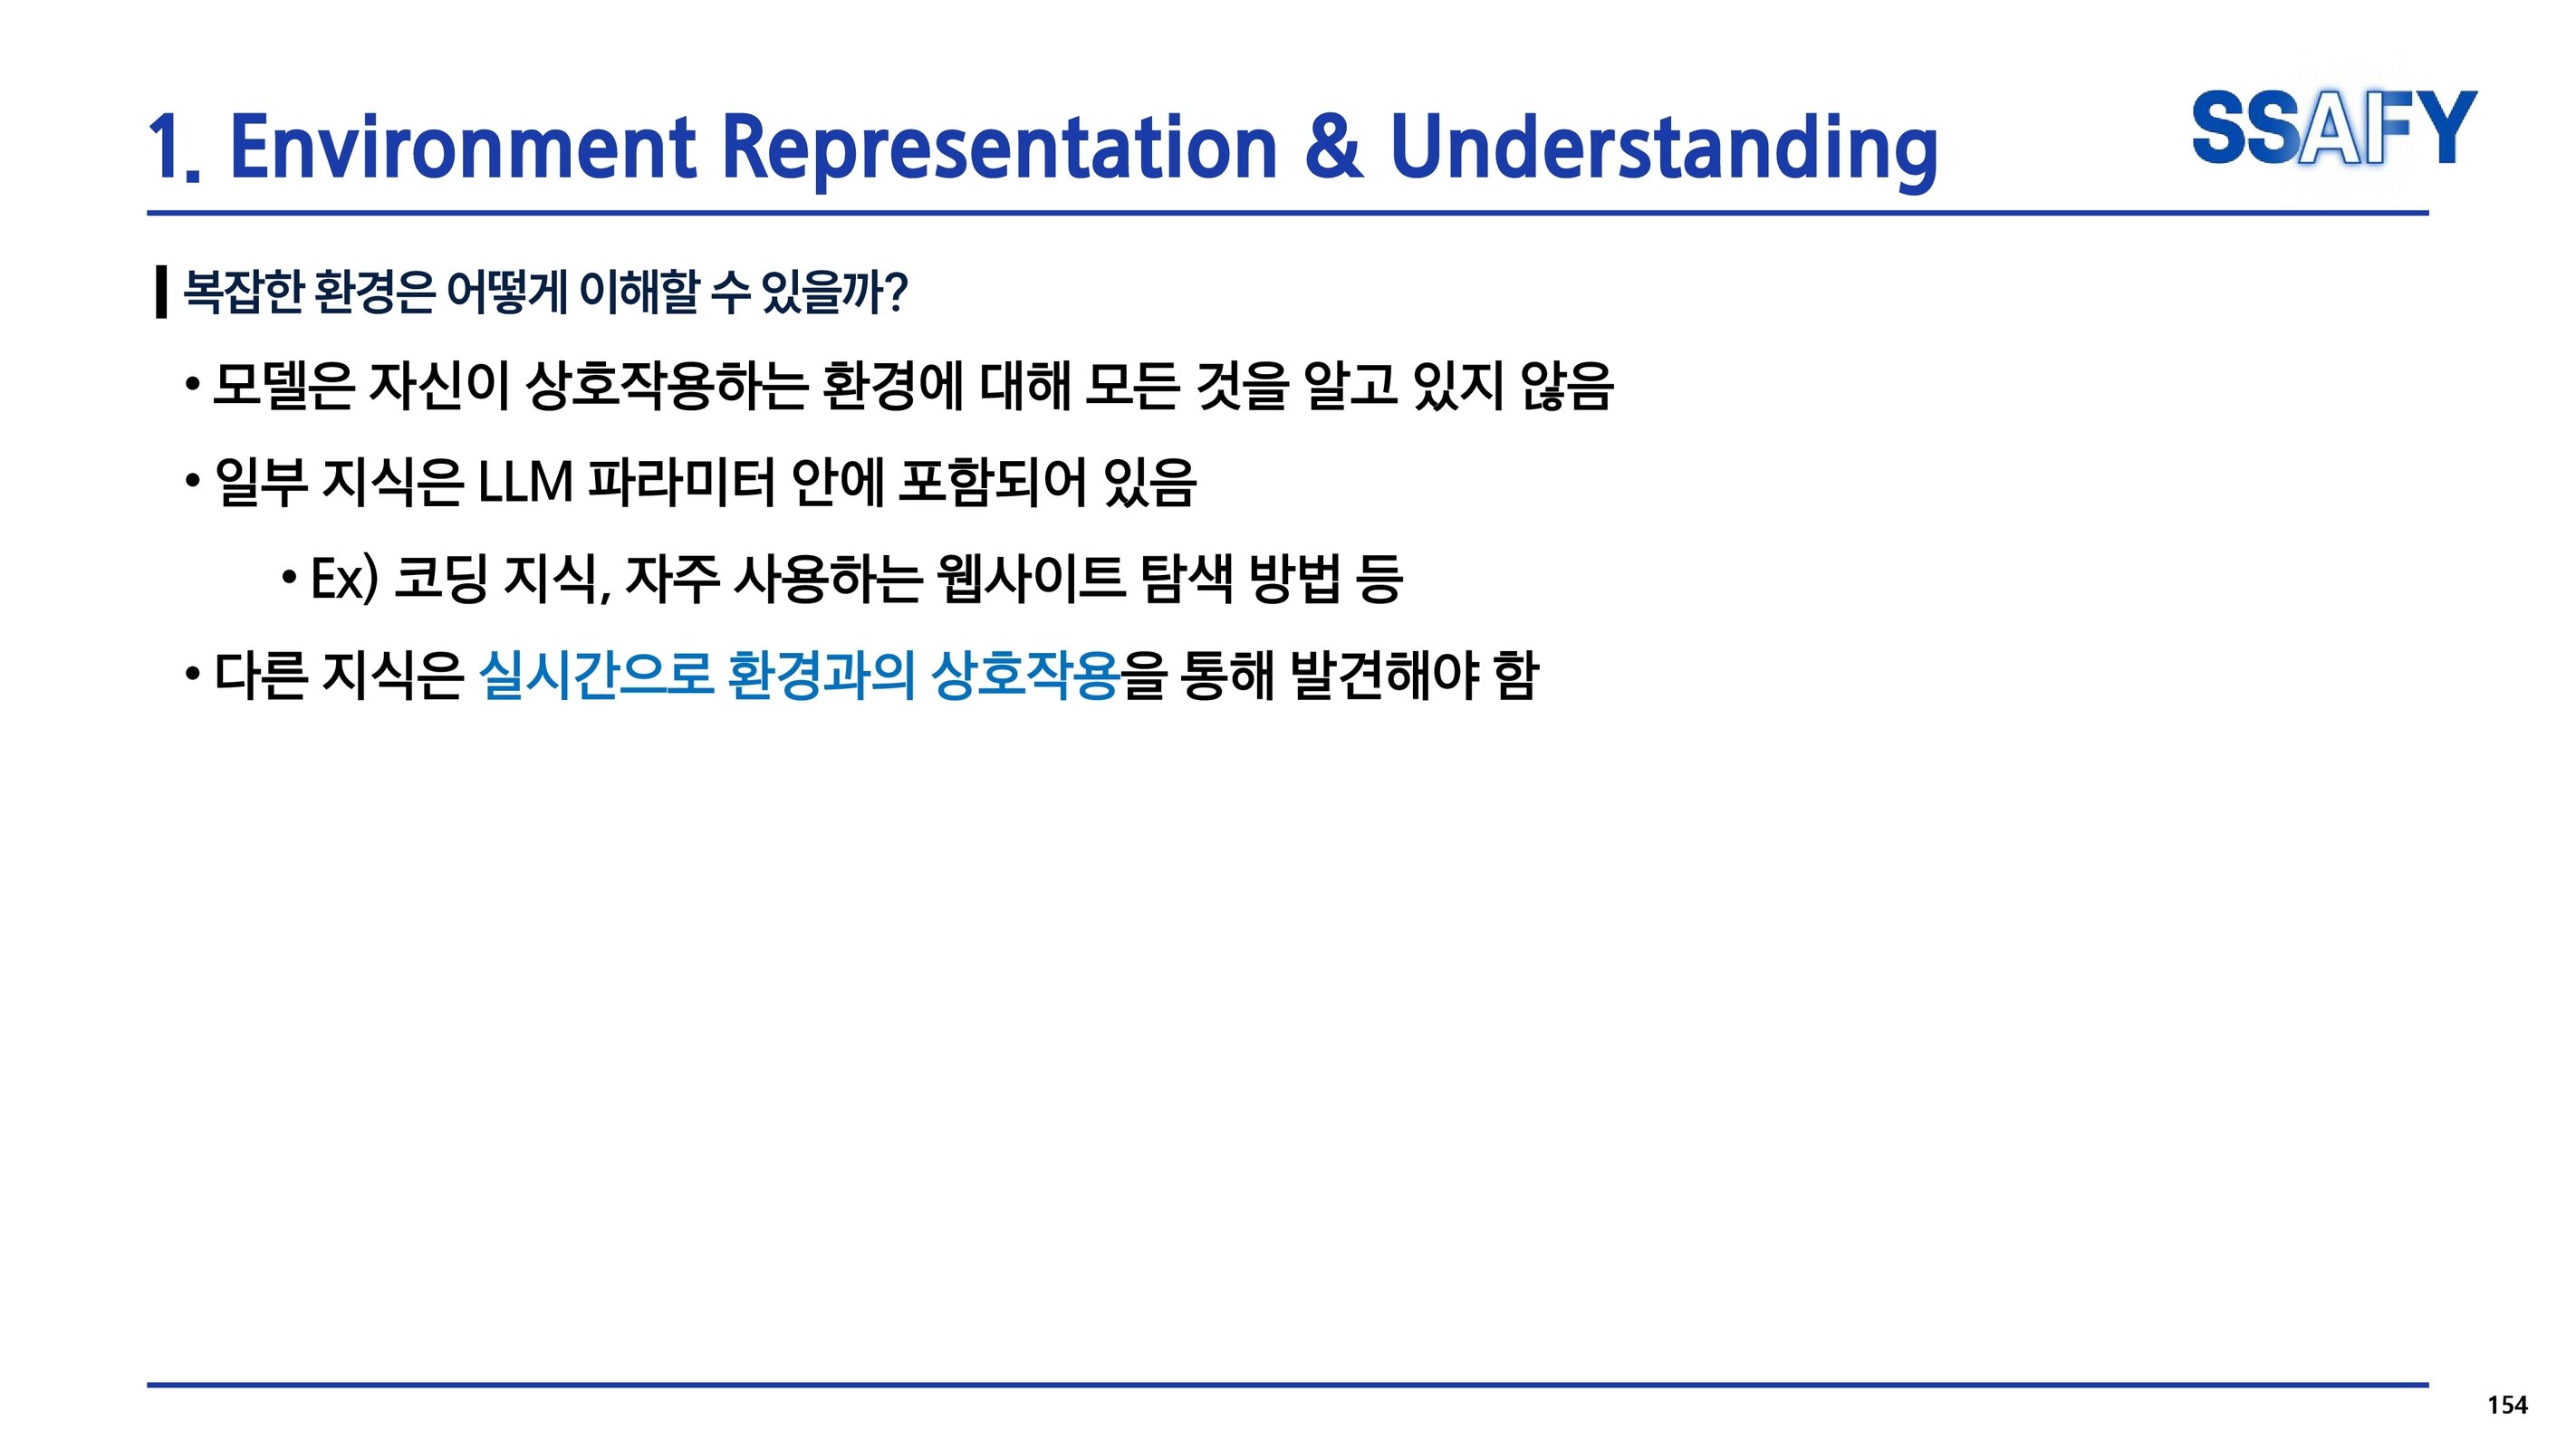 1. Environment Representation & Understanding
SSAFY
복잡한 환경은 어떻게 이해할 수 있을까?
• 모델은 자신이 상호작용하는 환경에 대해 모든 것을 알고 있지 않음
• 일부 지식은 LLM 파라미터 안에 포함되어 있음
• Ex) 코딩 지식, 자주 사용하는 웹사이트 탐색 방법 등
• 다른 지식은 실시간으로 환경과의 상호작용을 통해 발견해야 함
154